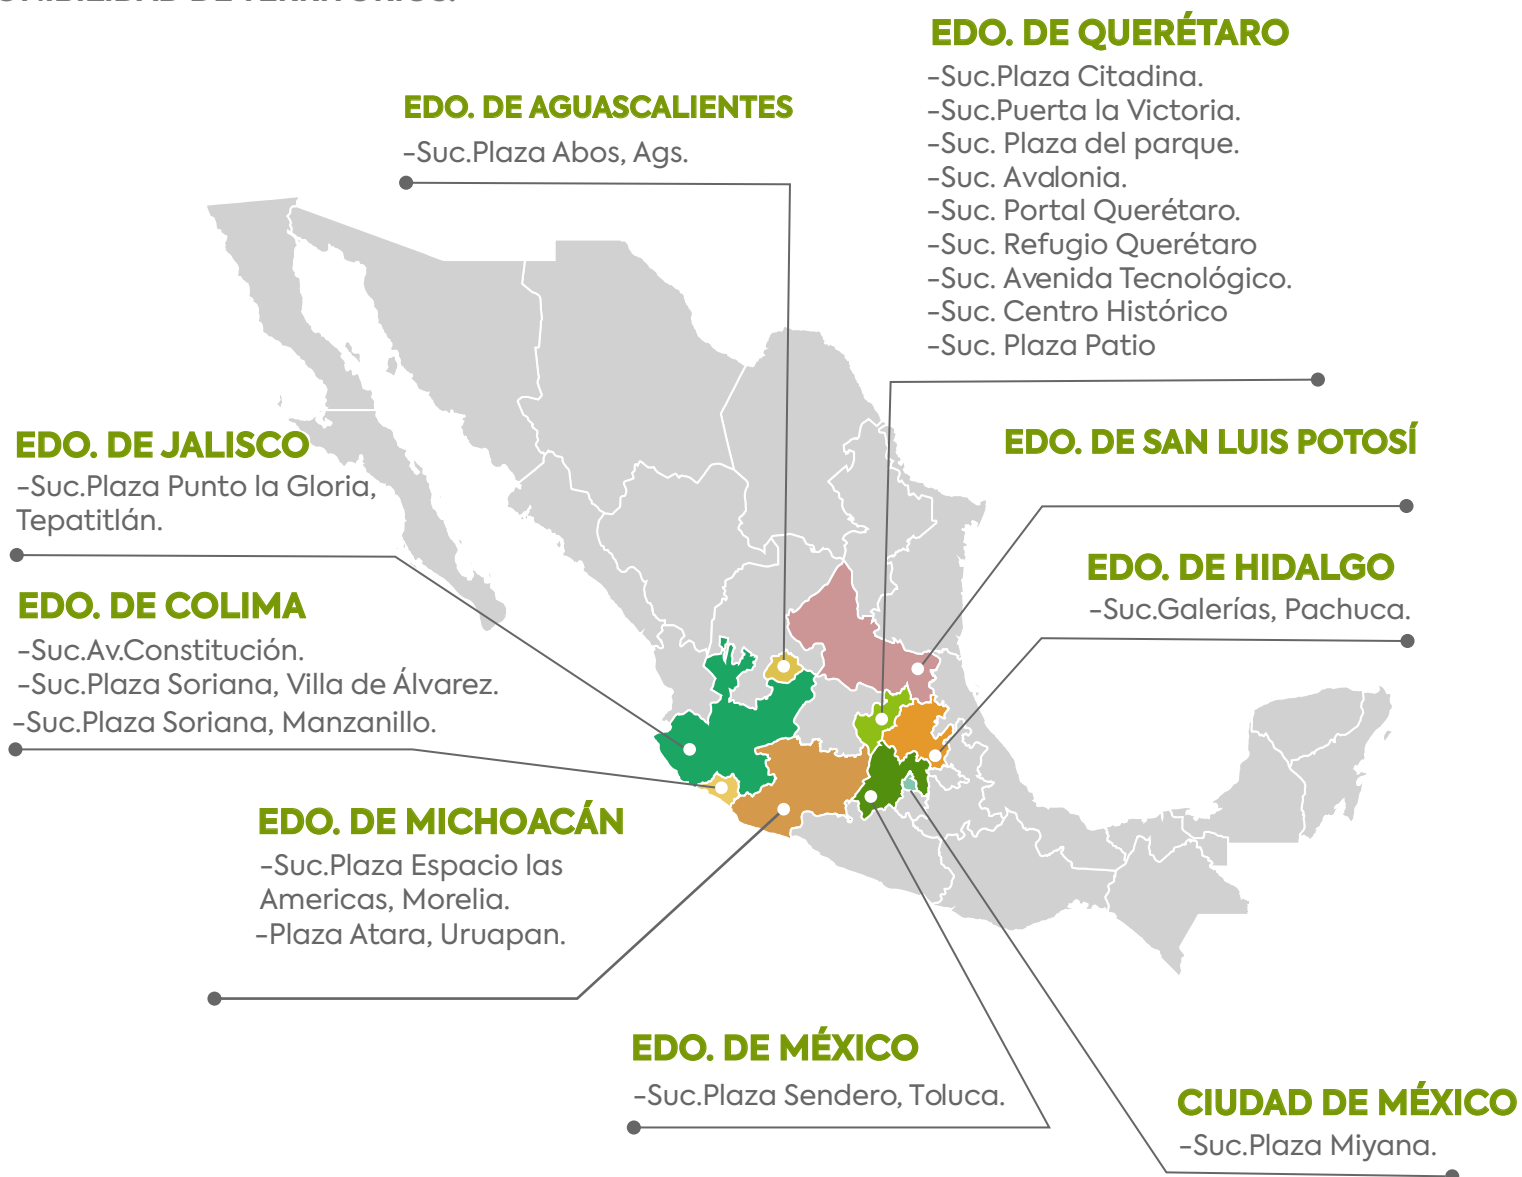 DE TERRITORIOS.
EDO. DE QUERÉTARO
-Suc.Plaza Citadina.
-Suc.Puerta la Victoria.
-Suc. Plaza del parque.
-Suc. Avalonia.
-Suc. Portal Querétaro.
-Suc. Refugio Querétaro
-Suc. Avenida Tecnológico.
-Suc. Centro Histórico
-Suc. Plaza Patio
EDO. DE AGUASCALIENTES
-Suc.Plaza Abos, Ags.
EDO. DE JALISCO
-Suc.Plaza Punto la Gloria,
Tepatitlán.
EDO. DE SAN LUIS POTOSÍ
EDO. DE HIDALGO
-Suc.Galerías, Pachuca.
EDO. DE COLIMA
-Suc.Av.Constitución.
-Suc.Plaza Soriana, Villa de Álvarez.
-Suc.Plaza Soriana, Manzanillo.
EDO. DE MICHOACÁN
-Suc.Plaza Espacio las
Americas, Morelia.
-Plaza Atara, Uruapan.
EDO. DE MÉXICO
-Suc.Plaza Sendero, Toluca.
CIUDAD DE MÉXICO
-Suc.Plaza Miyana.